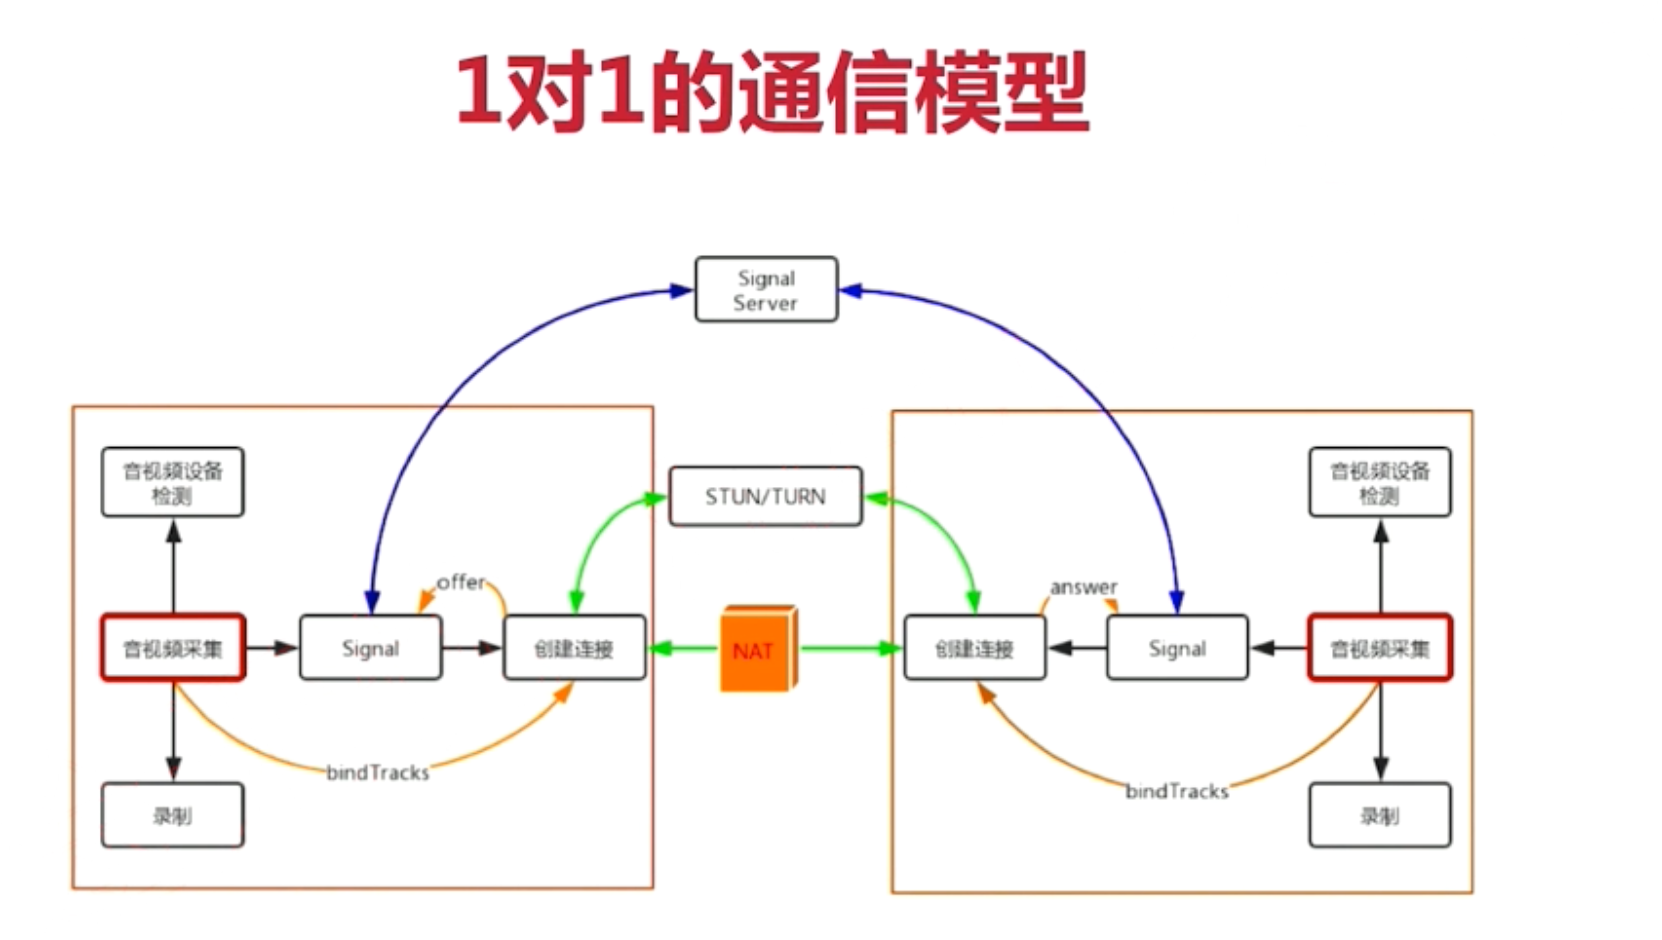 1对1的通信模型
Signal
Server
音视频设备
检测
STUN/TURN
音视频设备
检测
offer
answer
音视频采集
Signal
创建连接
NAT
创建连接
Signal
音视频采集
bindTracks
bindTracks
录制
录制